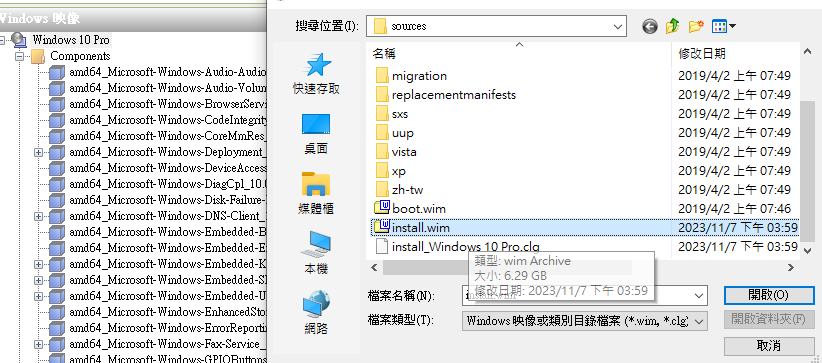 Windows 映像
Windows 10 Pro
Components
amd64_Microsoft-Windows-Audio-Audio
amd64_Microsoft-Windows-Audio-Volun
amd64_Microsoft-Windows-BrowserServi
amd64_Microsoft-Windows-CodeIntegrity
amd64_Microsoft-Windows-CoreMmRes_
amd64_Microsoft-Windows-Deployment_
amd64_Microsoft-Windows-DeviceAccess
amd64_Microsoft-Windows-DiagCpl_10.0
amd64_Microsoft-Windows-Disk-Failure-
amd64_Microsoft-Windows-DNS-Client_
amd64_Microsoft-Windows-Embedded-B
amd64_Microsoft-Windows-Embedded-E
amd64_Microsoft-Windows-Embedded-K
amd64_Microsoft-Windows-Embedded-Sl
amd64_Microsoft-Windows-Embedded-U
amd64_Microsoft-Windows-EnhancedStor
amd64_Microsoft-Windows-ErrorReportin
amd64_Microsoft-Windows-Fax-Service_
amd64_Microsoft-Windows-GPIOButtons
搜尋位置(I):
sources
快速存取
桌面
媒體櫃
本機
網路
名稱 修改日期
migration 2019/4/2 上午 07:49
replacementmanifests 2019/4/2 上午 07:49
sxs 2019/4/2 上午 07:49
uup 2019/4/2 上午 07:49
vista 2019/4/2 上午 07:49
xp 2019/4/2 上午 07:49
zh-tw 2019/4/2 上午 07:49
boot.wim 2019/4/2 上午 07:46
install.wim 2023/11/7 下午 03:59
install_Windows 10 Pro.clg 2023/11/7 下午 03:59
類型: wim Archive
大小: 6.29 GB
修改日期: 2023/11/7 下午 03:59
檔案名稱(N):
開啟(O)
檔案類型(T):
Windows 映像或類別目錄檔案 (*.wim, *.clg)
開啟資料夾(F)
取消